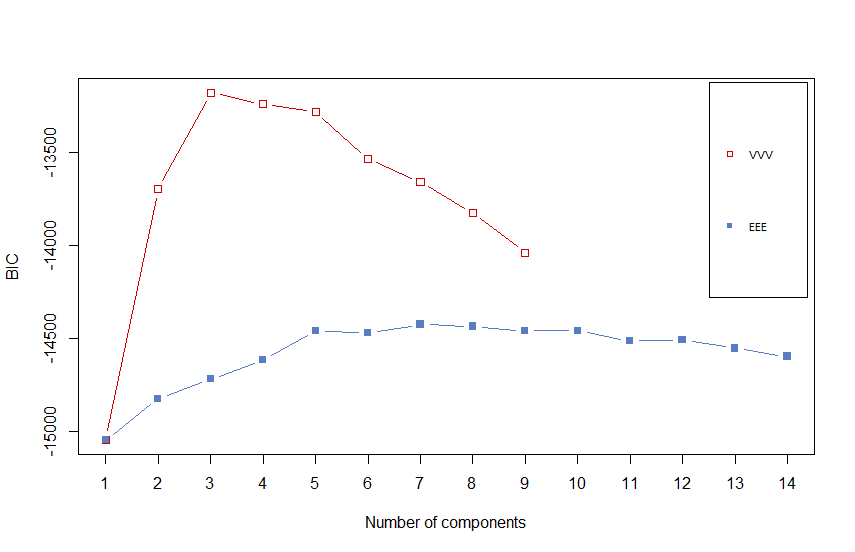 -13500
-14000
-14500
-15000
BIC
VVV
EEE
1 2 3 4 5 6 7 8 9 10 11 12 13 14
Number of components